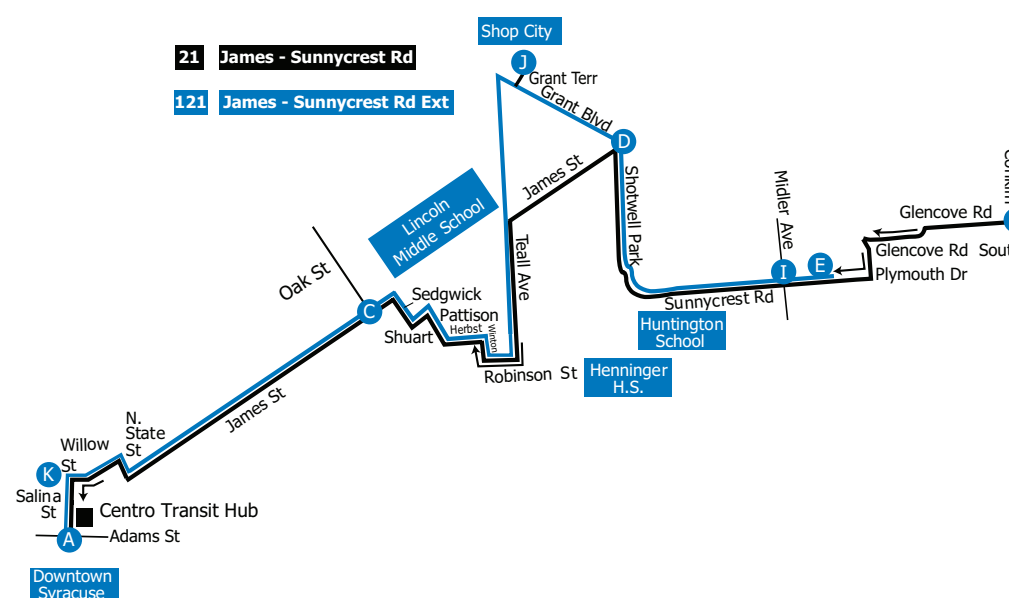 Shop City
21 James - Sunnycrest Rd
J
Grant Terr
121 James - Sunnycrest Rd Ext
Grant Blvd
D
James St
Shotwell Park
Midler Ave
Lincoln
Middle School
Glencove Rd
Teall Ave
Glencove Rd Sout
Oak St
I
E
Plymouth Dr
Sedgwick
Sunnycrest Rd
C
Pattison
Herbst
Winton
Shuart
Huntington
School
Robinson St
Henninger
H.S.
James St
N.
State
St
Willow
St
K
Salina
St
Centro Transit Hub
A
Adams St
Downtown
Syracuse